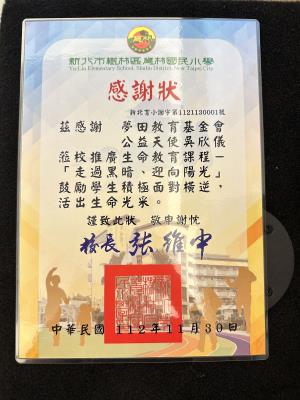 新北市樹林區育林國民小學
Yu-Lin Elementary School, Shulin District, New Taipei City
感謝狀
新北育小謝字第1121130001號
茲感謝 夢田教育基金會
公益天使吳欣儀
蒞校推廣生命教育課程－
「走過黑暗、迎向陽光」
鼓勵學生積極面對橫逆，
活出生命光采。
謹致此狀 敬申謝忱
校長 張維中
中華民國 112年11月30日